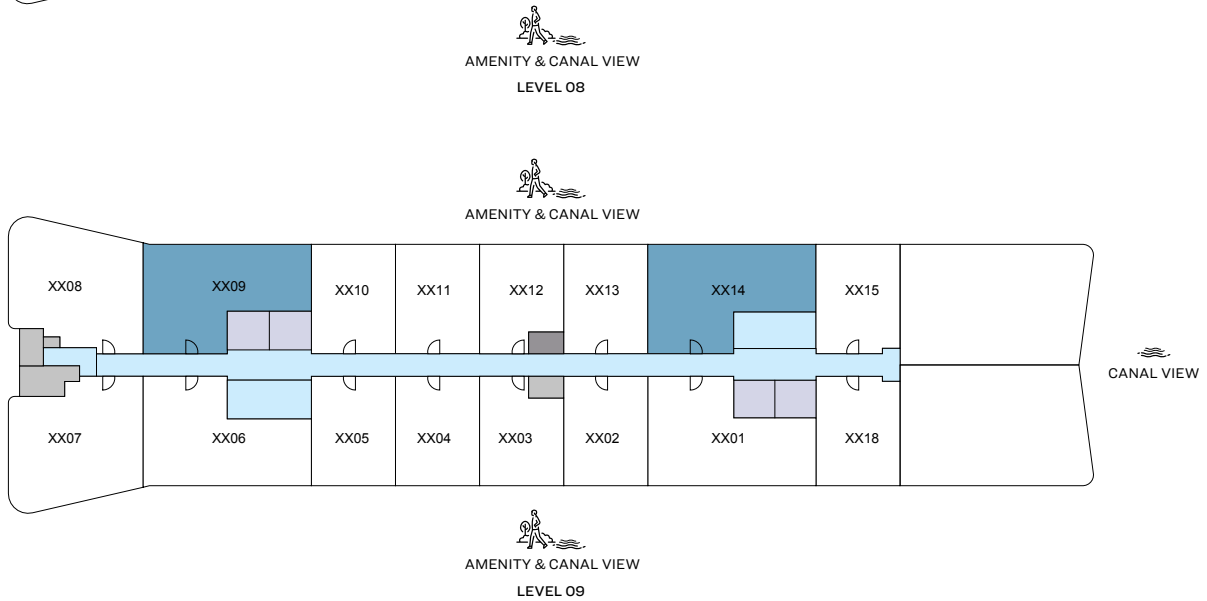 AMENITY & CANAL VIEW
LEVEL 08
AMENITY & CANAL VIEW
XX08
XX09
XX10
XX11
XX12
XX13
XX14
XX15
CANAL VIEW
XX07
XX06
XX05
XX04
XX03
XX02
XX01
XX18
AMENITY & CANAL VIEW
LEVEL 09